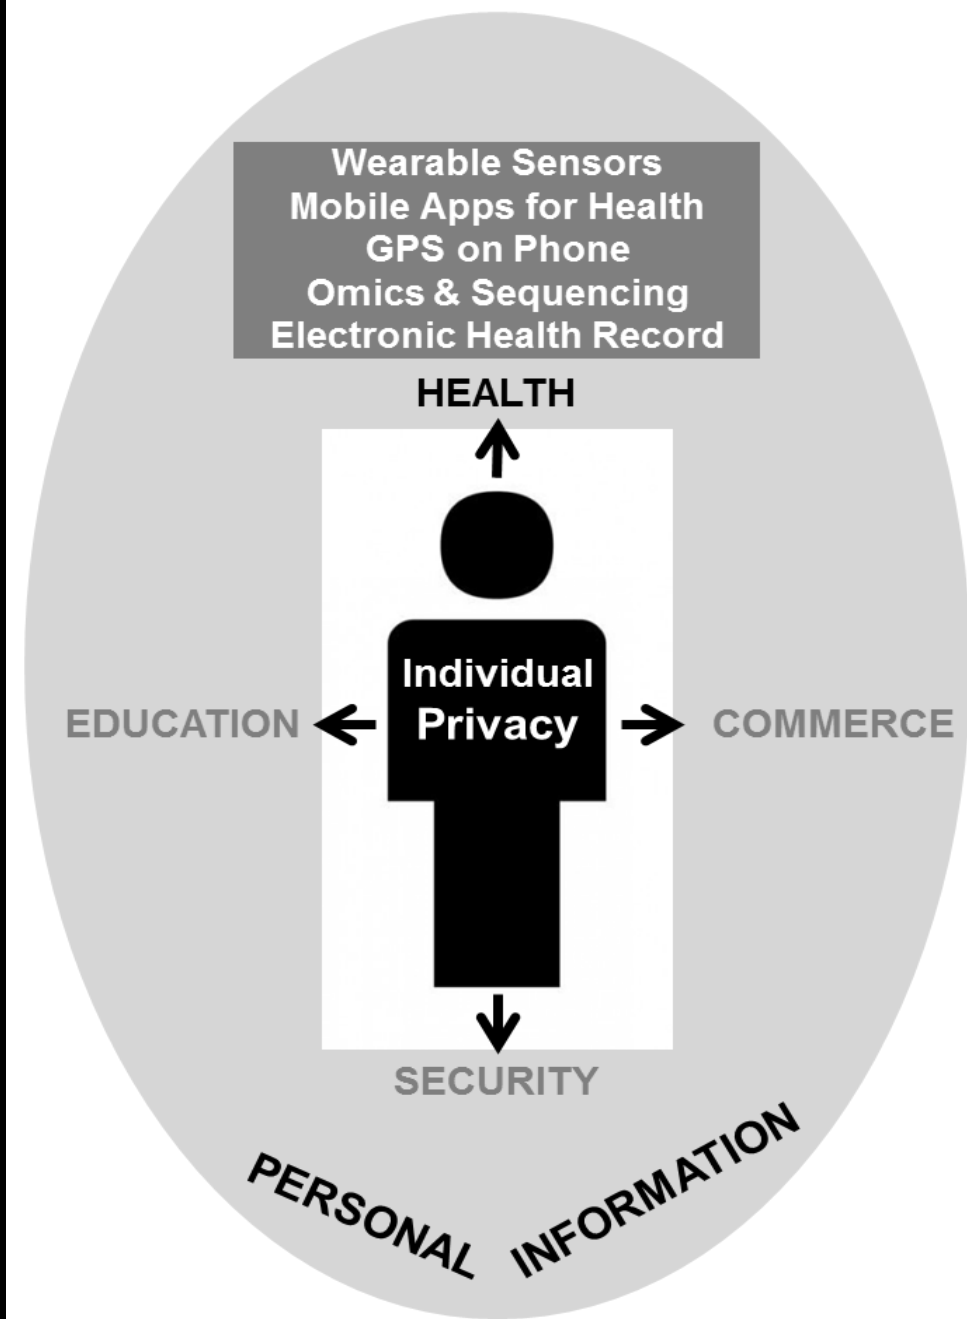 Wearable Sensors
Mobile Apps for Health
GPS on Phone
Omics & Sequencing
Electronic Health Record
HEALTH
Individual
Privacy
EDUCATION
COMMERCE
SECURITY
PERSONAL INFORMATION